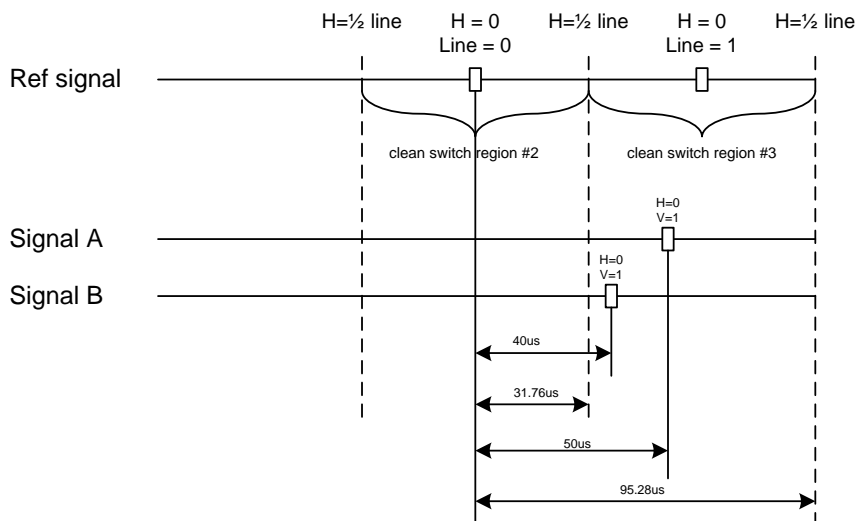 H=½ line
H = 0
Line = 0
H=½ line
H = 0
Line = 1
H=½ line
Ref signal
clean switch region #2
clean switch region #3
H=0
V=1
Signal A
H=0
V=1
Signal B
40us
31.76us
50us
95.28us